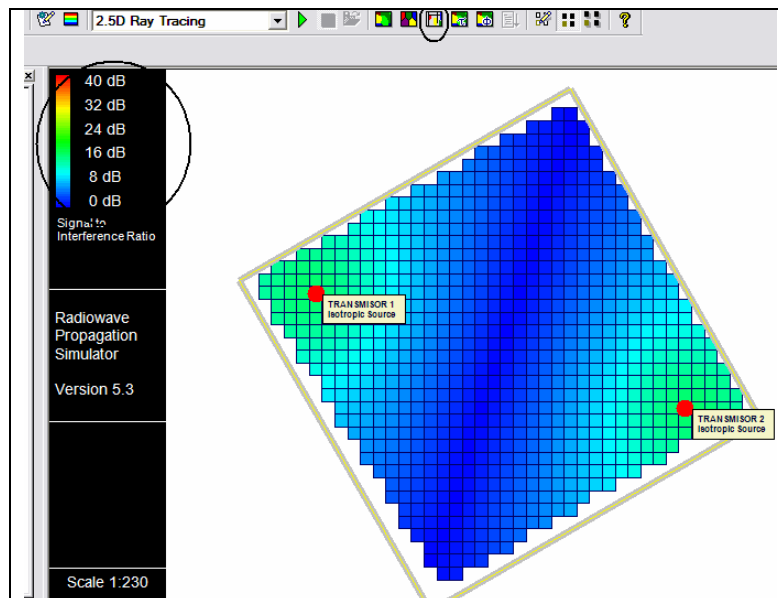 2.5D Ray Tracing
40 dB
32 dB
24 dB
16 dB
8 dB
0 dB
Signal to
Interference Ratio
TRANSMISOR 1
Isotropic Source
Radiowave
Propagation
Simulator
Version 5.3
TRANSMISOR 2
Isotropic Source
Scale 1:230